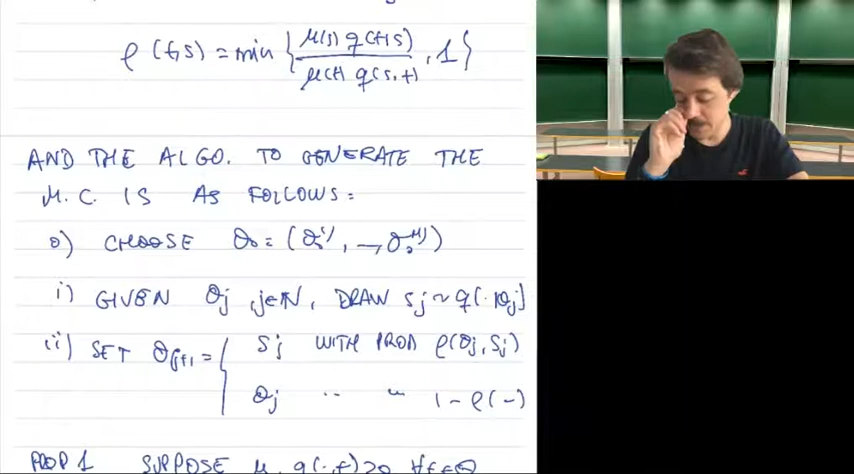 ρ(t,s) = min { μ(s) q(t|s) / μ(t) q(s,t) , 1 }
AND THE ALGO. TO GENERATE THE
M.C. IS AS FOLLOWS:
0) CHOOSE θ₀ = (θ₀⁽¹⁾, → θ₀⁽ᴹ⁾)
i) GIVEN θj , j∈ℕ, DRAW sj ~ q(·|θj)
ii) SET θj+1 = { sj WITH PROB ρ(θj, sj)
θj ·· ·· 1 - ρ(-)
PROP 1 SUPPOSE μ, q(·,t) > 0 ∀t∈Θ